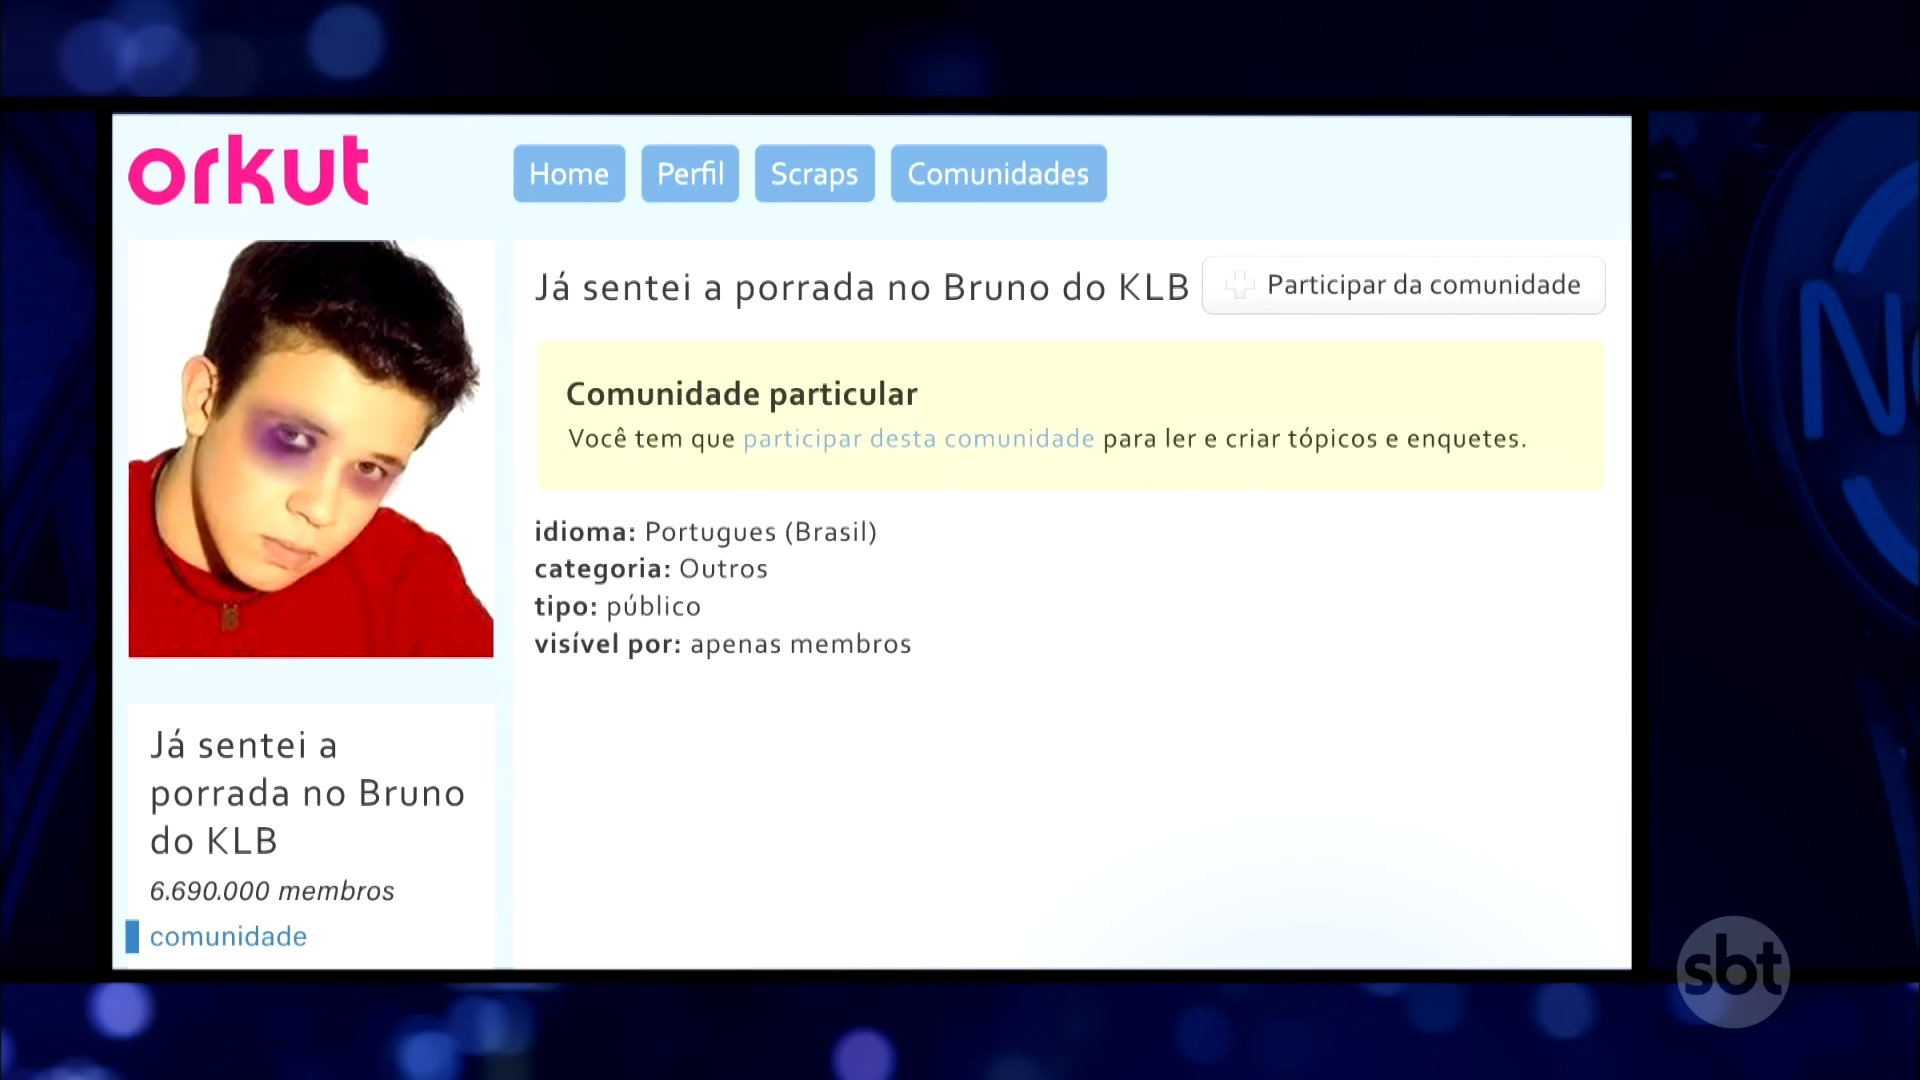 orkut
Home Perfil Scraps Comunidades
Já sentei a porrada no Bruno do KLB
Participar da comunidade
Comunidade particular
Você tem que participar desta comunidade para ler e criar tópicos e enquetes.
idioma: Portugues (Brasil)
categoria: Outros
tipo: público
visível por: apenas membros
Já sentei a
porrada no Bruno
do KLB
6.690.000 membros
comunidade
sbt